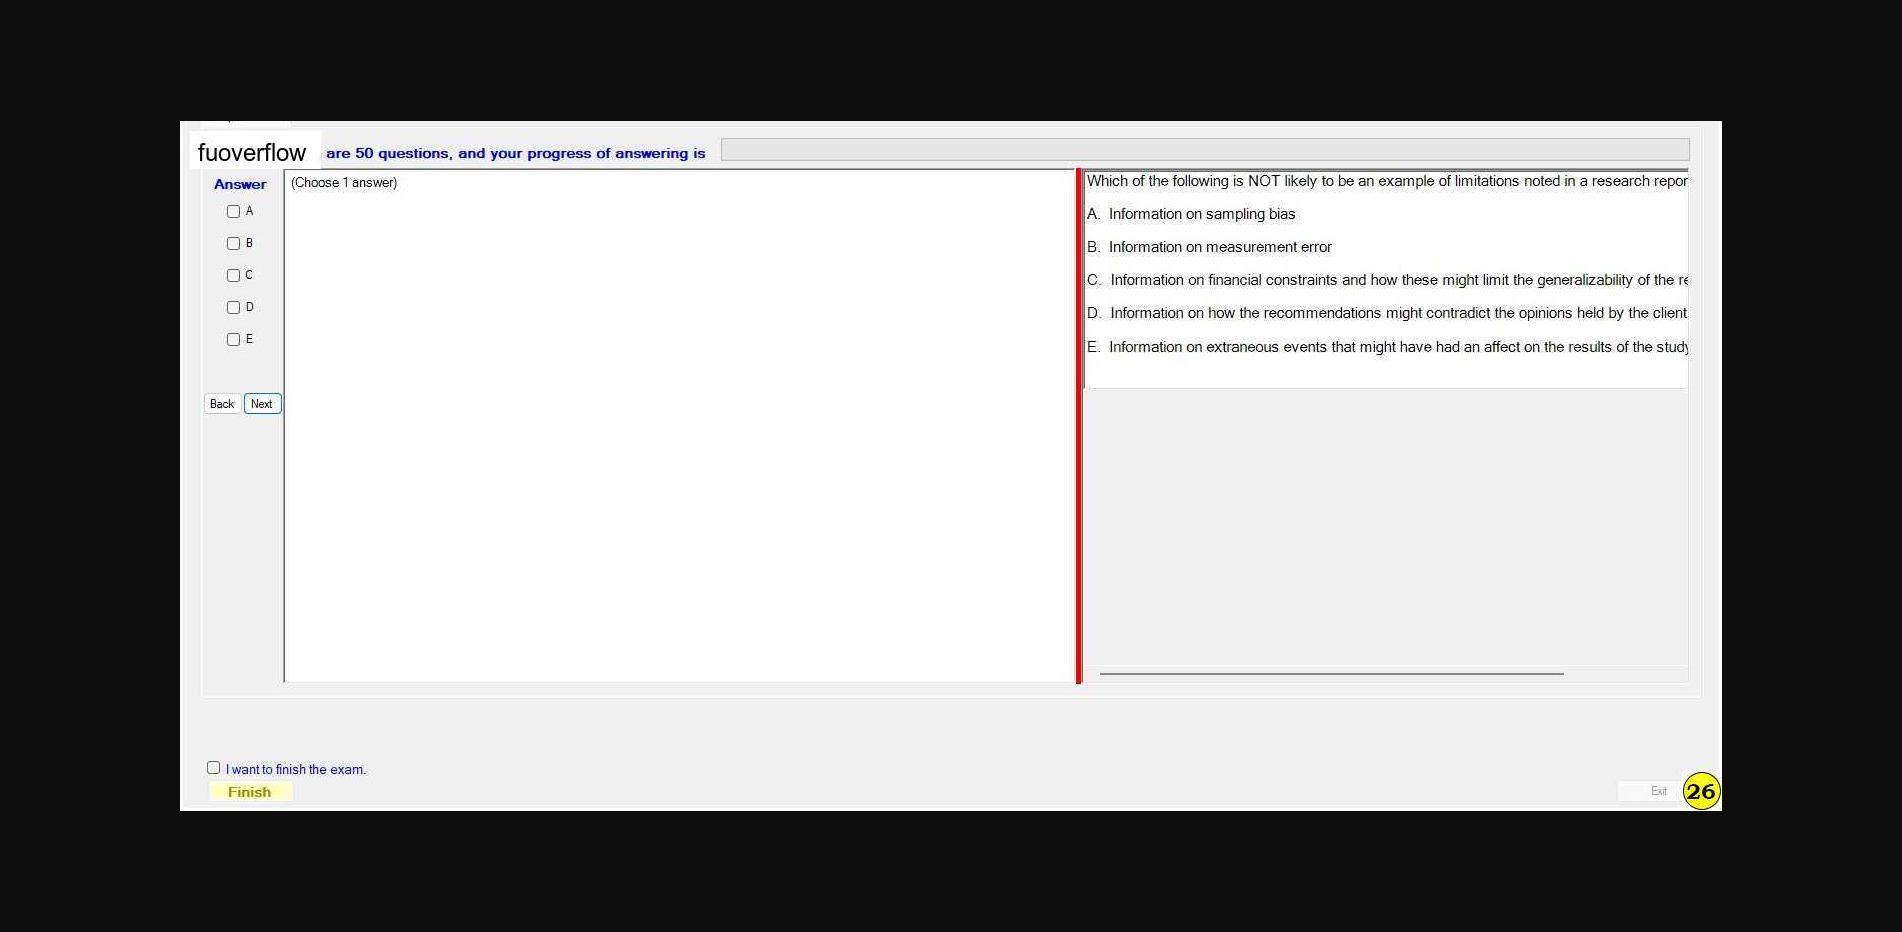 fuoverflow are 50 questions, and your progress of answering is
Answer
A
B
C
D
E
Back Next
(Choose 1 answer)
Which of the following is NOT likely to be an example of limitations noted in a research repor
A. Information on sampling bias
B. Information on measurement error
C. Information on financial constraints and how these might limit the generalizability of the re
D. Information on how the recommendations might contradict the opinions held by the client
E. Information on extraneous events that might have had an affect on the results of the study
I want to finish the exam.
Finish
Exit
26